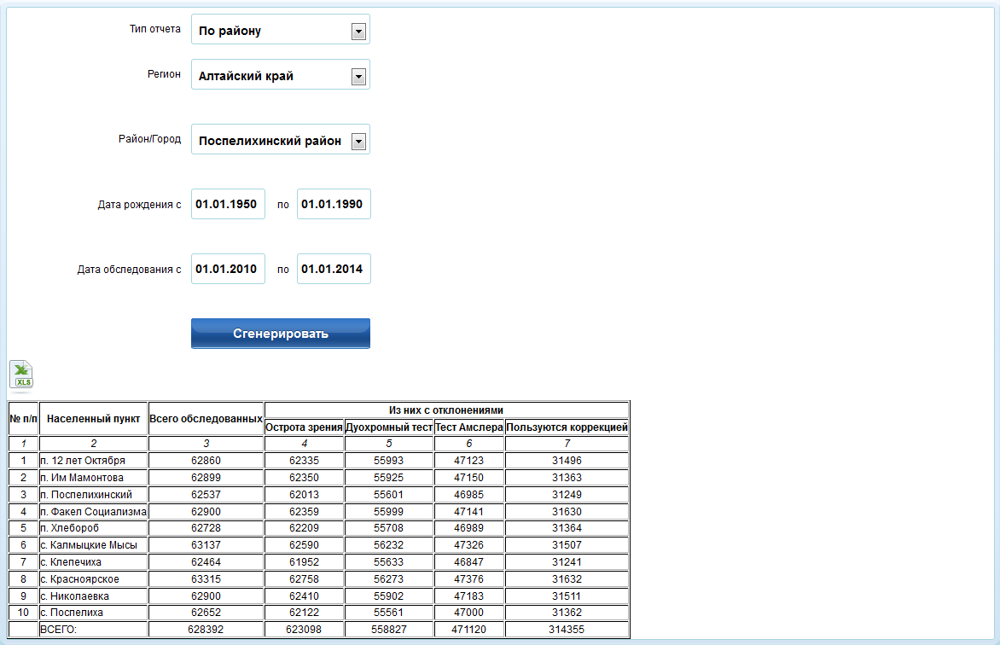 Тип отчета По району
Регион Алтайский край
Район/Город Поспелихинский район
Дата рождения с 01.01.1950 по 01.01.1990
Дата обследования с 01.01.2010 по 01.01.2014
Сгенерировать
XLS
№ п/п Населенный пункт Всего обследованных Из них с отклонениями
Острота зрения Дуохромный тест Тест Амслера Пользуются коррекцией
1 2 3 4 5 6 7
1 п. 12 лет Октября 62860 62335 55993 47123 31496
2 п. Им Мамонтова 62899 62350 55925 47150 31363
3 п. Поспелихинский 62537 62013 55601 46985 31249
4 п. Факел Социализма 62900 62359 55999 47141 31630
5 п. Хлебороб 62728 62209 55708 46989 31364
6 с. Калмыцкие Мысы 63137 62590 56232 47326 31507
7 с. Клепечиха 62464 61952 55633 46847 31241
8 с. Красноярское 63315 62758 56273 47376 31632
9 с. Николаевка 62900 62410 55902 47183 31511
10 с. Поспелиха 62652 62122 55561 47000 31362
ВСЕГО: 628392 623098 558827 471120 314355